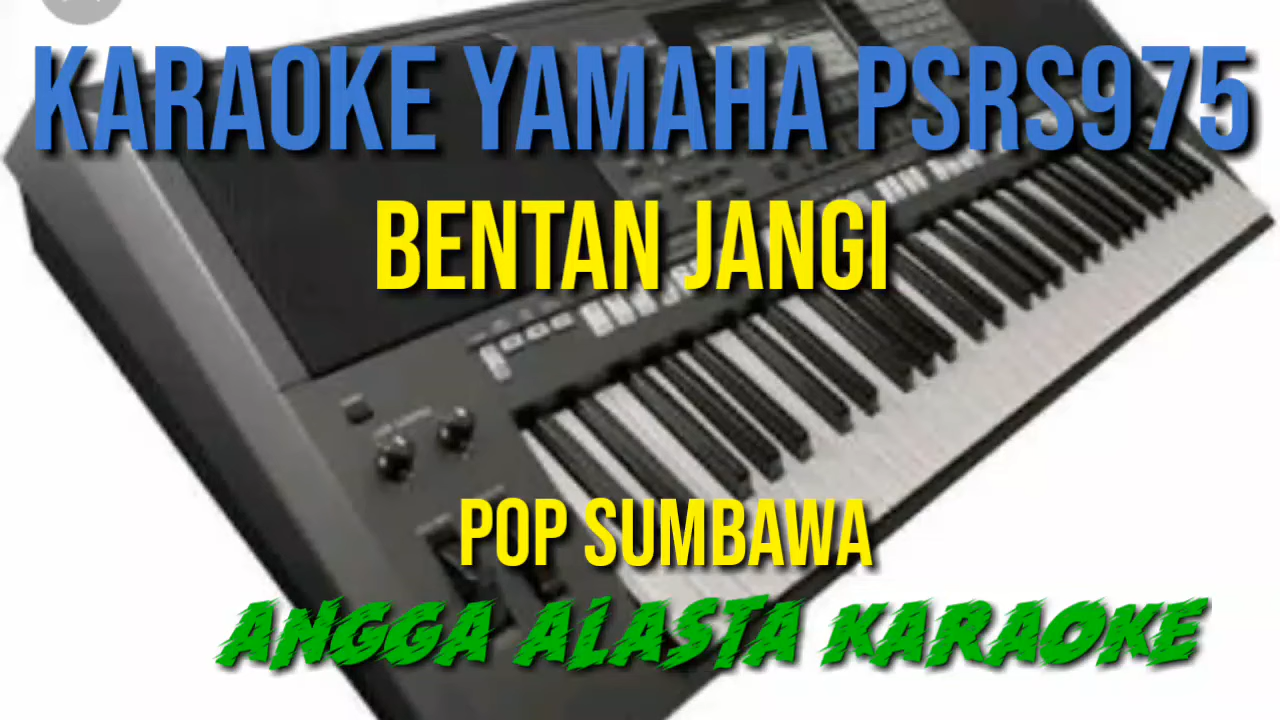 KARAOKE YAMAHA PSRS975
BENTAN JANGI
POP SUMBAWA
ANGGA ALASTA KARAOKE